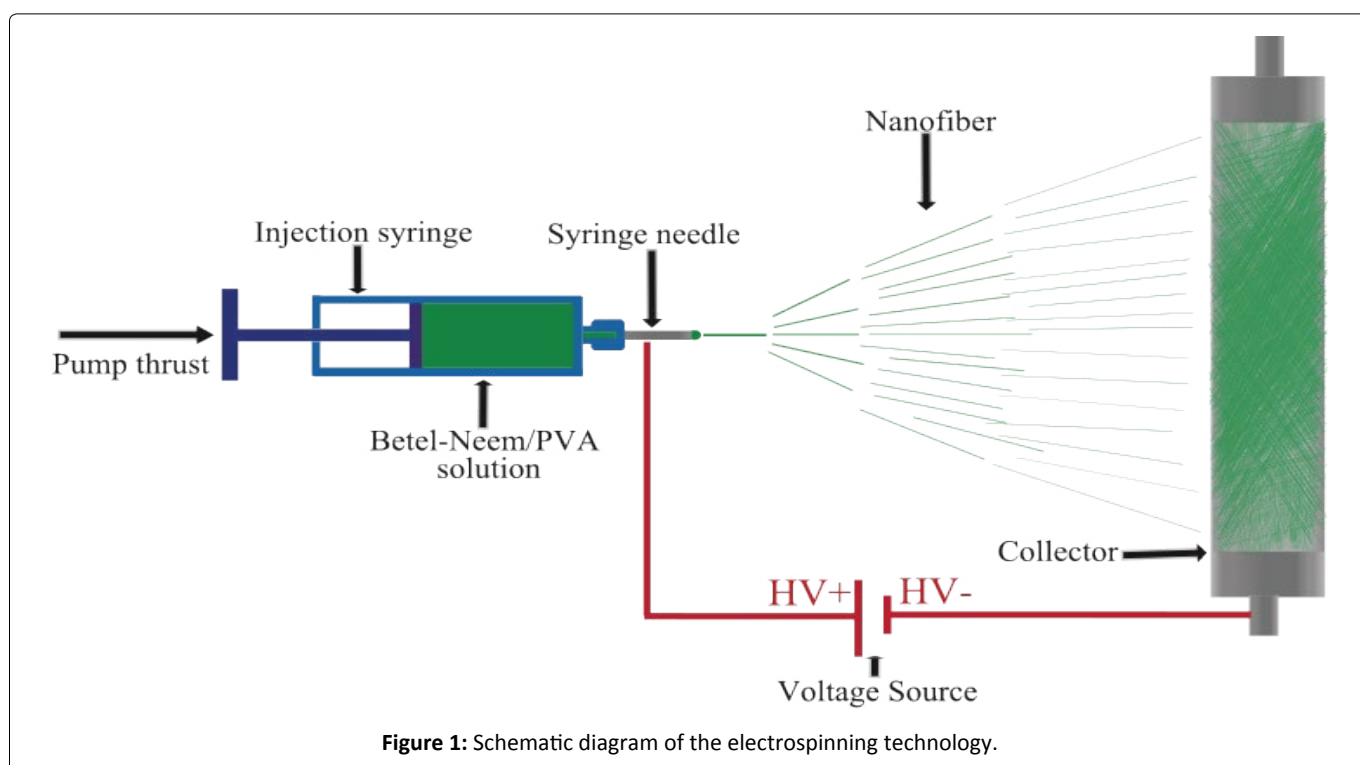 Nanofiber
Injection syringe
Syringe needle
Pump thrust
Betel-Neem/PVA
solution
Collector
HV+
HV-
Voltage Source
Figure 1: Schematic diagram of the electrospinning technology.